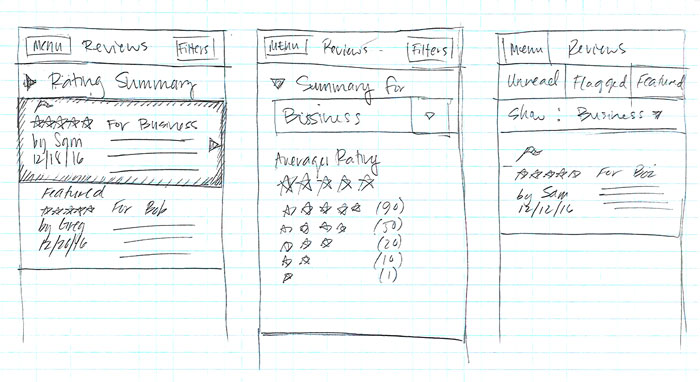 Menu Reviews Filters
Rating Summary
For Business
by Sam
12/18/16
Featured
For Bob
by Greg
12/20/16
Menu Reviews. Filters
Summary for
Bissiness
Averages Rating
(90)
(50)
(20)
(10)
(1)
Menu Reviews
Unread Flagged Featured
Show: Business
For Biz
by Sam
12/12/16